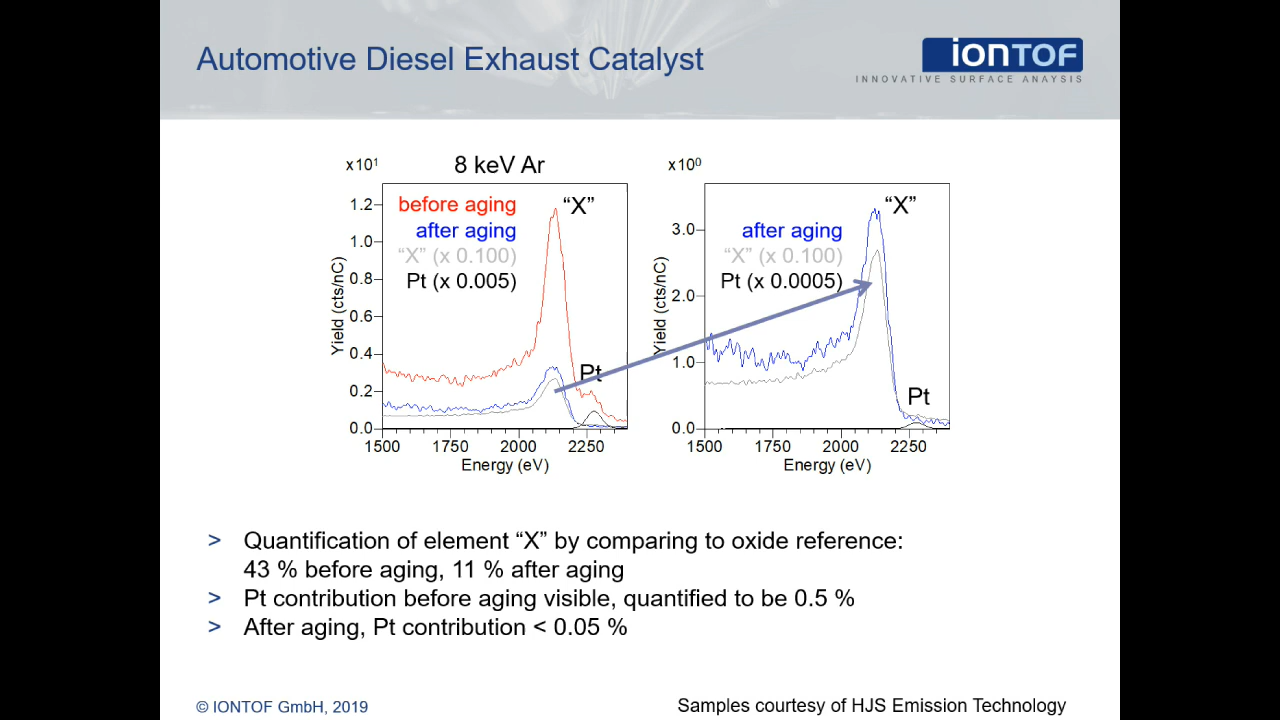 Automotive Diesel Exhaust Catalyst
iONTOF
INNOVATIVE SURFACE ANAYSIS
x10¹
8 keV Ar
before aging
after aging
"X" (x 0.100)
Pt (x 0.005)
"X"
Pt
Yield (cts/nC)
1.2
1.0
0.8
0.6
0.4
0.2
0.0
1500 1750 2000 2250
Energy (eV)
x10⁰
after aging
"X" (x 0.100)
Pt (x 0.0005)
"X"
Pt
Yield (cts/nC)
3.0
2.0
1.0
0.0
1500 1750 2000 2250
Energy (eV)
> Quantification of element "X" by comparing to oxide reference:
43 % before aging, 11 % after aging
> Pt contribution before aging visible, quantified to be 0.5 %
> After aging, Pt contribution < 0.05 %
© IONTOF GmbH, 2019
Samples courtesy of HJS Emission Technology